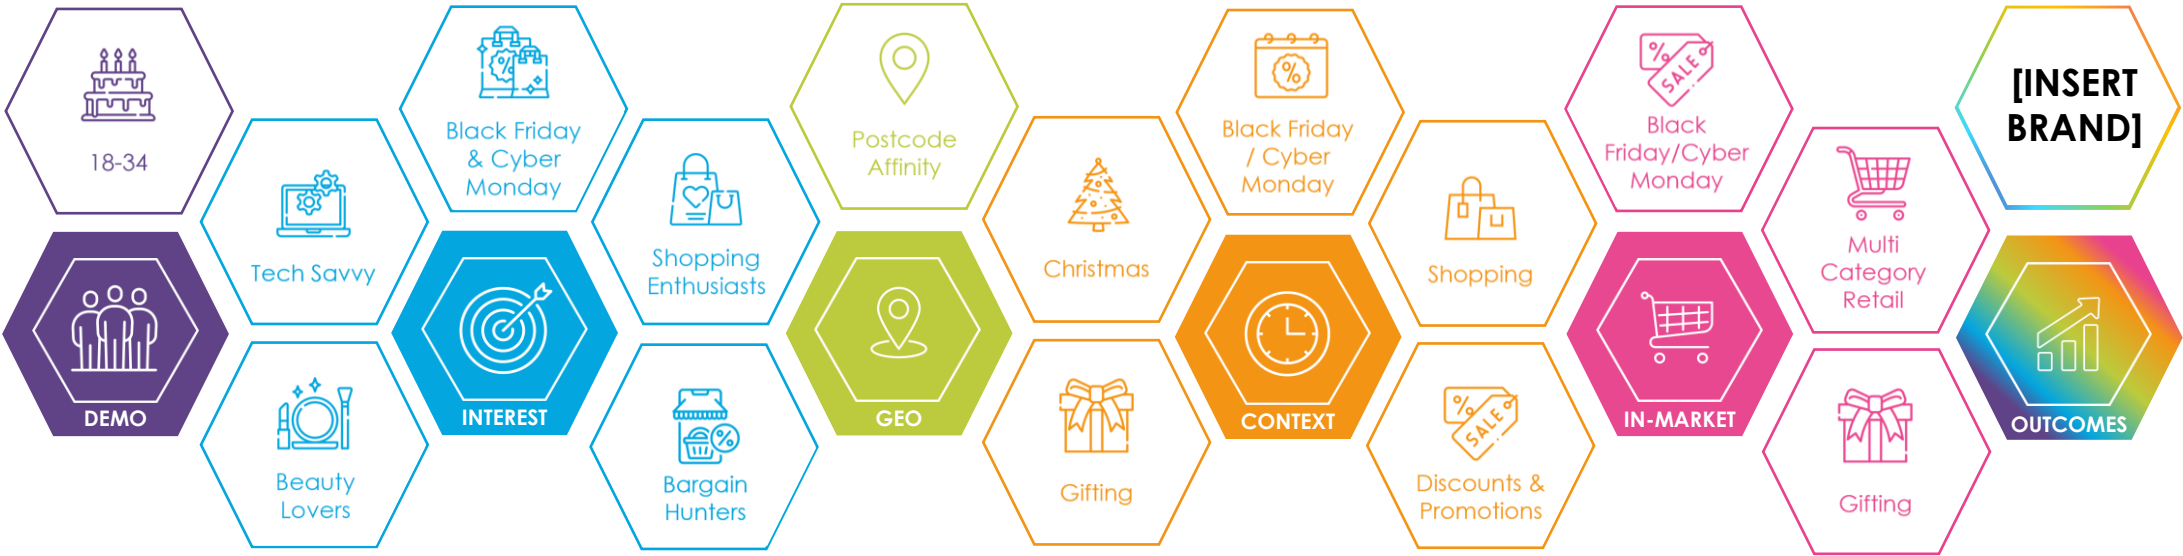 18-34
DEMO
Tech Savvy
Beauty
Lovers
Black Friday
& Cyber
Monday
INTEREST
Shopping
Enthusiasts
Bargain
Hunters
Postcode
Affinity
GEO
Christmas
Gifting
Black Friday
/ Cyber
Monday
CONTEXT
Shopping
SALE
Discounts &
Promotions
SALE
Black
Friday/Cyber
Monday
IN-MARKET
Multi
Category
Retail
Gifting
[INSERT
BRAND]
OUTCOMES